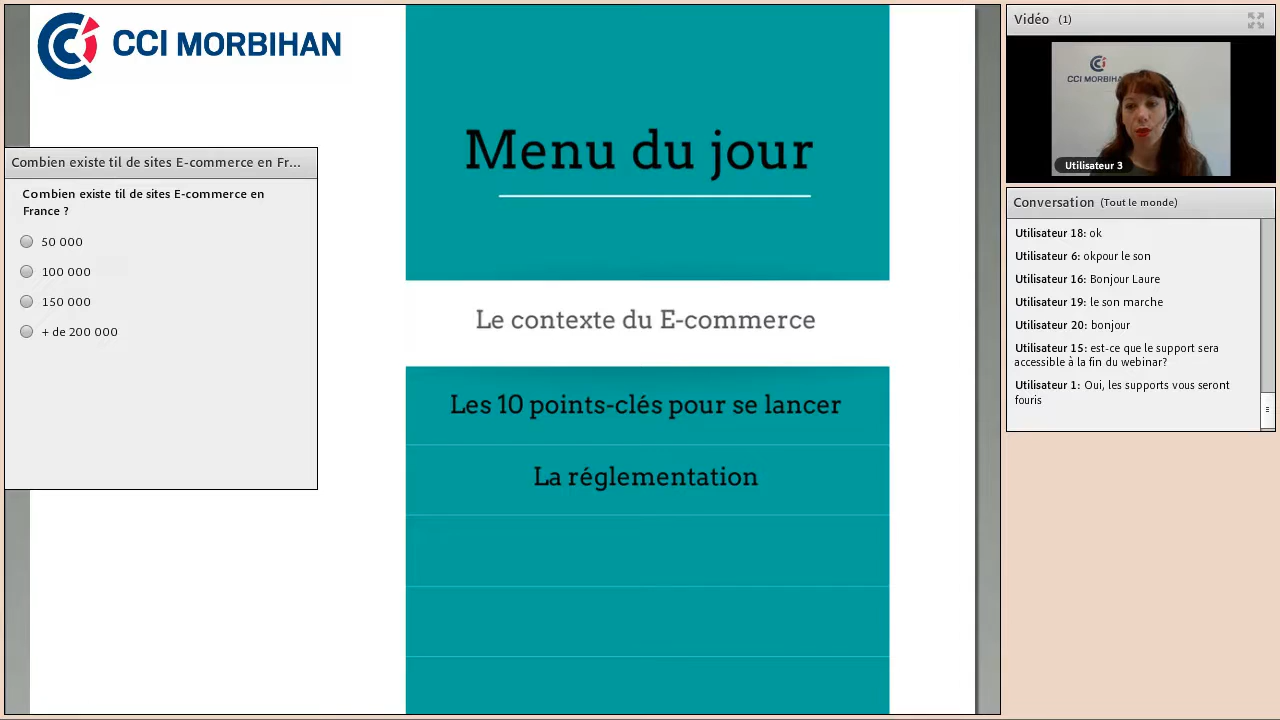 CCI MORBIHAN
Menu du jour
Le contexte du E-commerce
Les 10 points-clés pour se lancer
La réglementation
Combien existe til de sites E-commerce en Fr...
Combien existe til de sites E-commerce en
France ?
50 000
100 000
150 000
+ de 200 000
Vidéo (1)
CCI MORBIHA
Utilisateur 3
Conversation (Tout le monde)
Utilisateur 18: ok
Utilisateur 6: okpour le son
Utilisateur 16: Bonjour Laure
Utilisateur 19: le son marche
Utilisateur 20: bonjour
Utilisateur 15: est-ce que le support sera
accessible à la fin du webinar?
Utilisateur 1: Oui, les supports vous seront
fouris